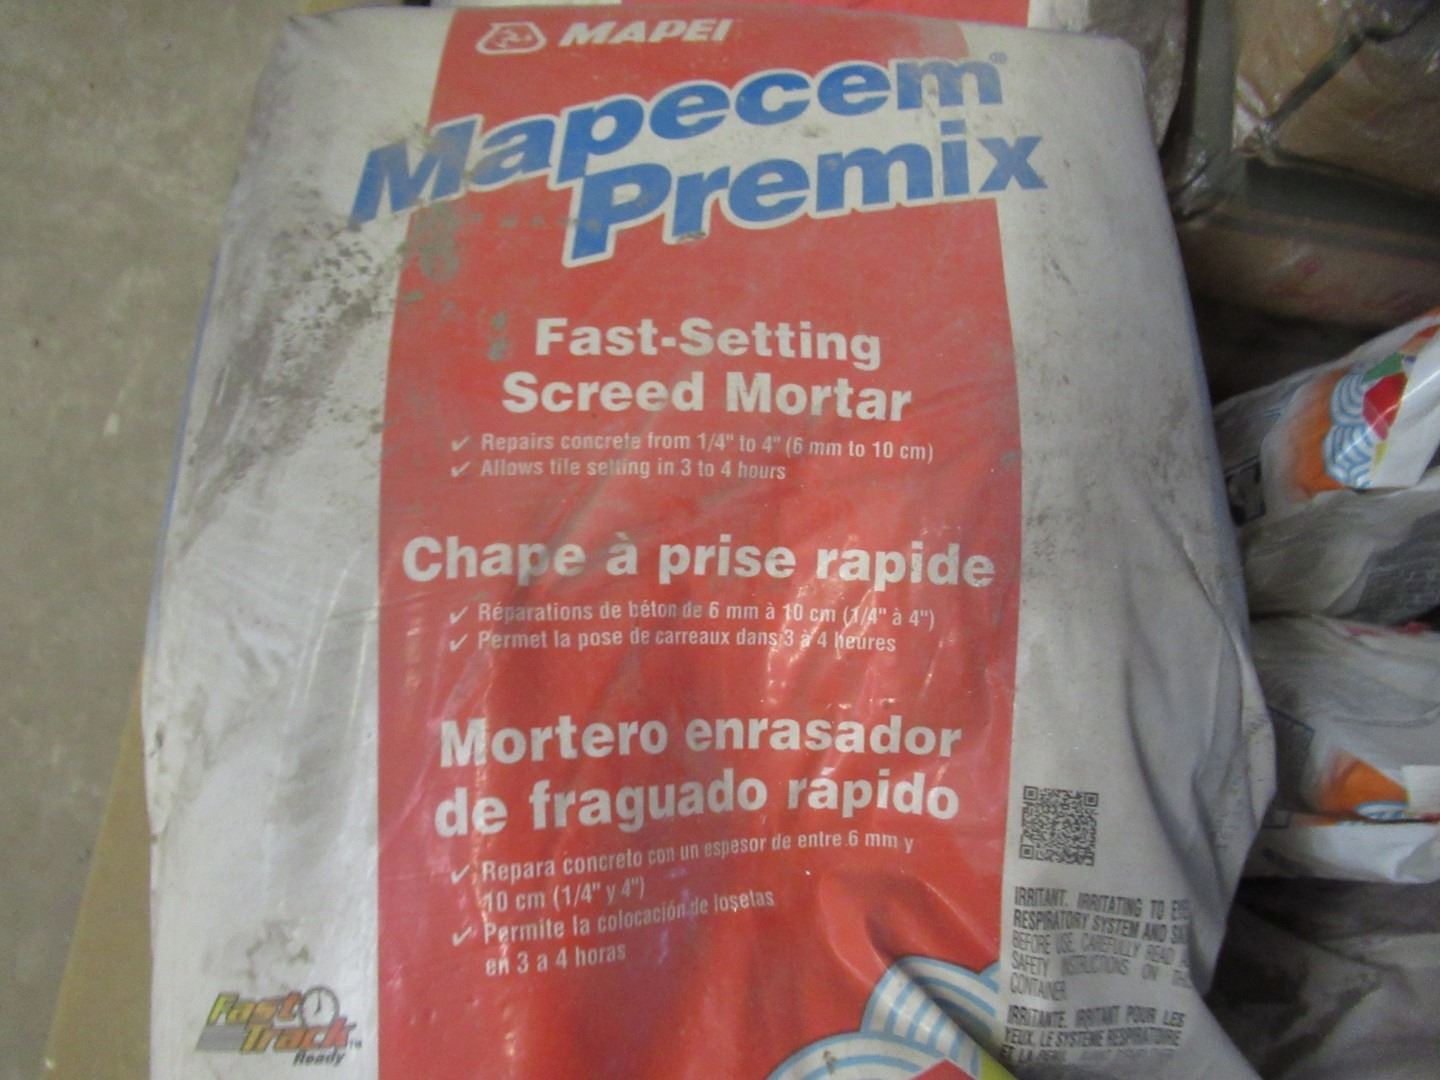 MAPEI
Mapecem®
Premix
Fast-Setting
Screed Mortar
✓ Repairs concrete from 1/4" to 4" (6 mm to 10 cm)
✓ Allows tile setting in 3 to 4 hours
Chape à prise rapide
✓ Réparations de béton de 6 mm à 10 cm (1/4" à 4")
✓ Permet la pose de carreaux dans 3 à 4 heures
Mortero enrasador
de fraguado rápido
✓ Repara concreto con un espesor de entre 6 mm y
10 cm (1/4" y 4")
✓ Permite la colocación de losetas
en 3 a 4 horas
Fast
Track™
Ready
IRRITANT. IRRITATING TO
RESPIRATORY SYSTEM AND
BEFORE USE, CAREFULLY READ
SAFETY INSTRUCTIONS ON
CONTAINER
IRRITANTE. IRRITANT POUR LES
YEUX, LE SYSTÈME RESPIRATOIRE
ET LA PEAU.